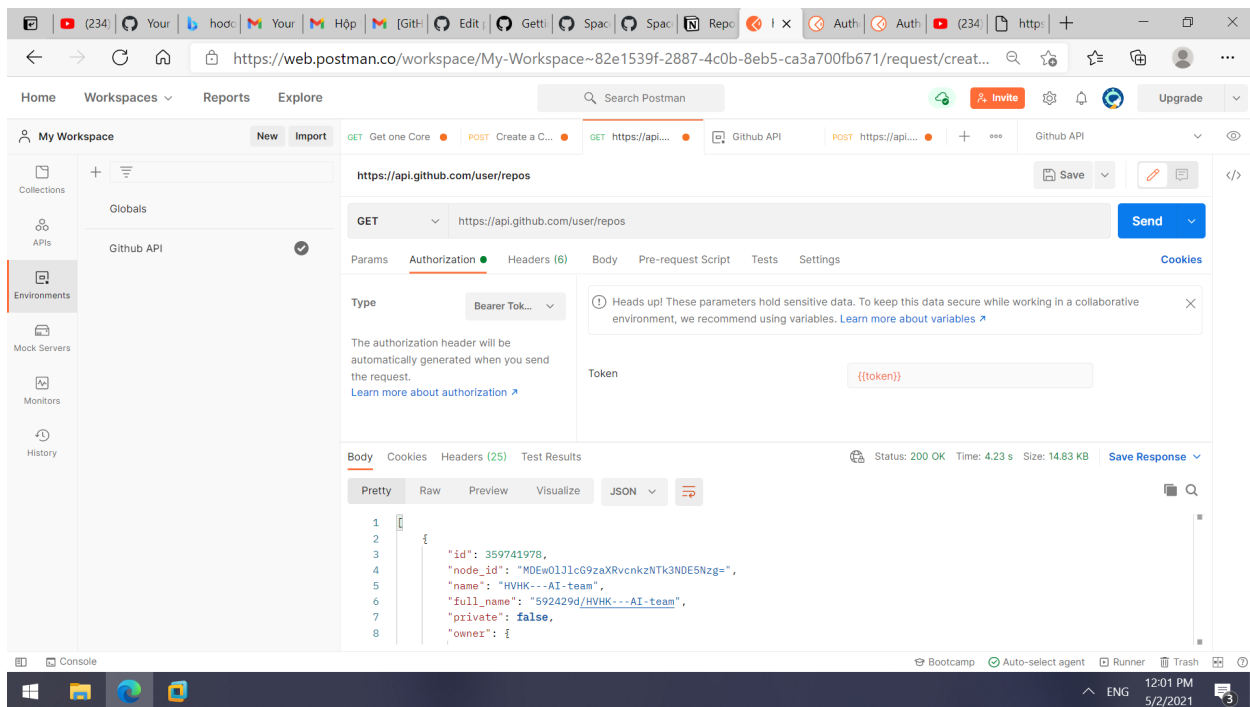 (234) Your hoơc Your Hộp [GitH Edit Getti Spac Spac Repo Auth Auth (234) https
https://web.postman.co/workspace/My-Workspace~82e1539f-2887-4c0b-8eb5-ca3a700fb671/request/creat...
Home Workspaces Reports Explore Search Postman Invite Upgrade
My Workspace New Import GET Get one Core POST Create a C... GET https://api.... Github API POST https://api.... Github API
Collections
Globals
https://api.github.com/user/repos Save
APIs
Github API
GET https://api.github.com/user/repos Send
Params Authorization Headers (6) Body Pre-request Script Tests Settings Cookies
Environments
Mock Servers
Monitors
History
Type Bearer Tok...
Heads up! These parameters hold sensitive data. To keep this data secure while working in a collaborative
environment, we recommend using variables. Learn more about variables
The authorization header will be
automatically generated when you send
the request.
Learn more about authorization
Token {{token}}
Body Cookies Headers (25) Test Results Status: 200 OK Time: 4.23 s Size: 14.83 KB Save Response
Pretty Raw Preview Visualize JSON
1 [
2 {
3 "id": 359741978,
4 "node_id": "MDEwOlJlcG9zaXRvcnkzNTk3NDE5Nzg=",
5 "name": "HVHK---AI-team",
6 "full_name": "592429d/HVHK---AI-team",
7 "private": false,
8 "owner": {
Console Bootcamp Auto-select agent Runner Trash
ENG 12:01 PM
5/2/2021 3